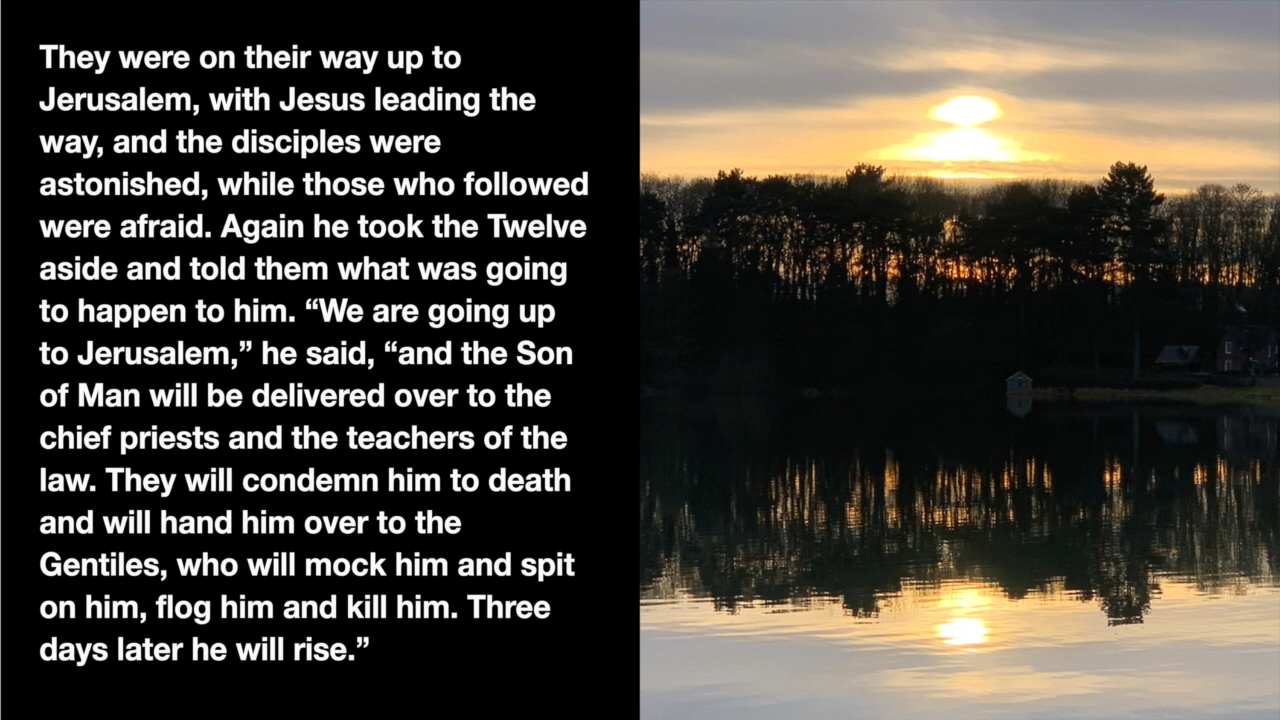 They were on their way up to
Jerusalem, with Jesus leading the
way, and the disciples were
astonished, while those who followed
were afraid. Again he took the Twelve
aside and told them what was going
to happen to him. “We are going up
to Jerusalem,” he said, “and the Son
of Man will be delivered over to the
chief priests and the teachers of the
law. They will condemn him to death
and will hand him over to the
Gentiles, who will mock him and spit
on him, flog him and kill him. Three
days later he will rise.”